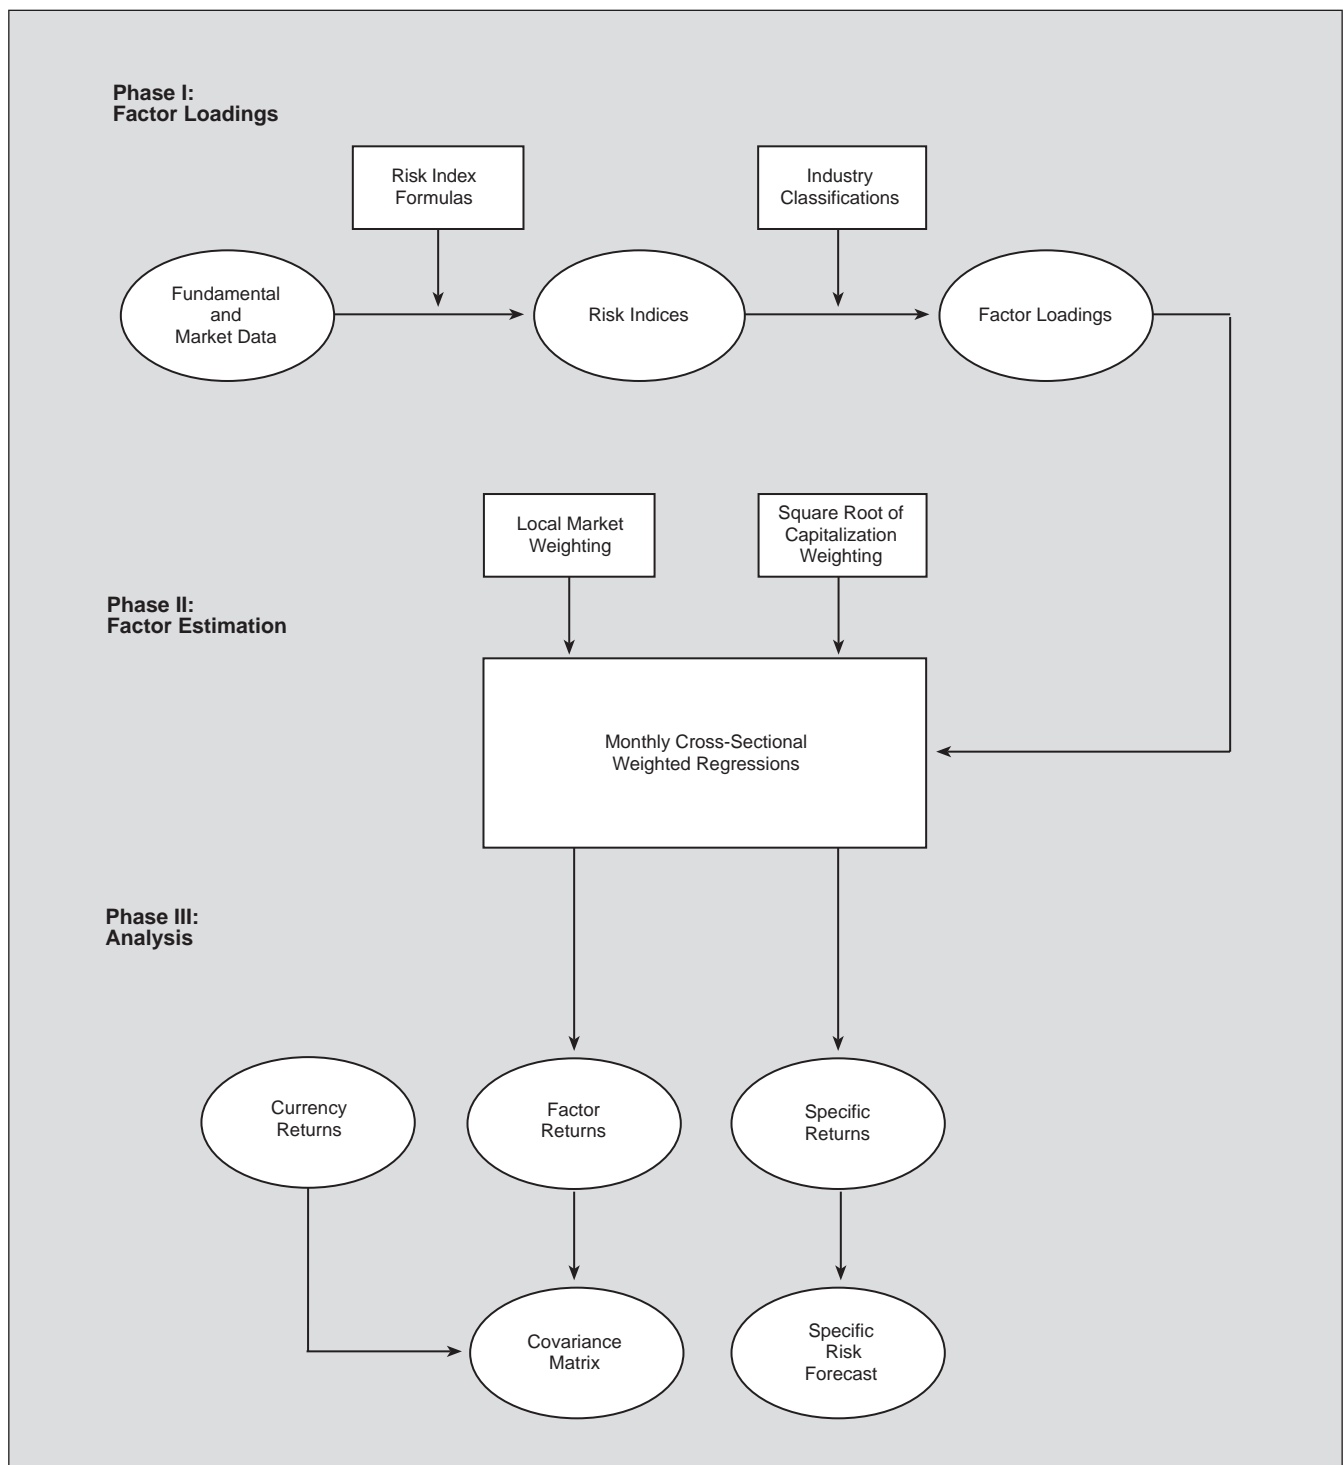 Phase I:
Factor Loadings
Risk Index
Formulas
Industry
Classifications
Fundamental
and
Market Data
Risk Indices
Factor Loadings
Local Market
Weighting
Square Root of
Capitalization
Weighting
Phase II:
Factor Estimation
Monthly Cross-Sectional
Weighted Regressions
Phase III:
Analysis
Currency
Returns
Factor
Returns
Specific
Returns
Covariance
Matrix
Specific
Risk
Forecast